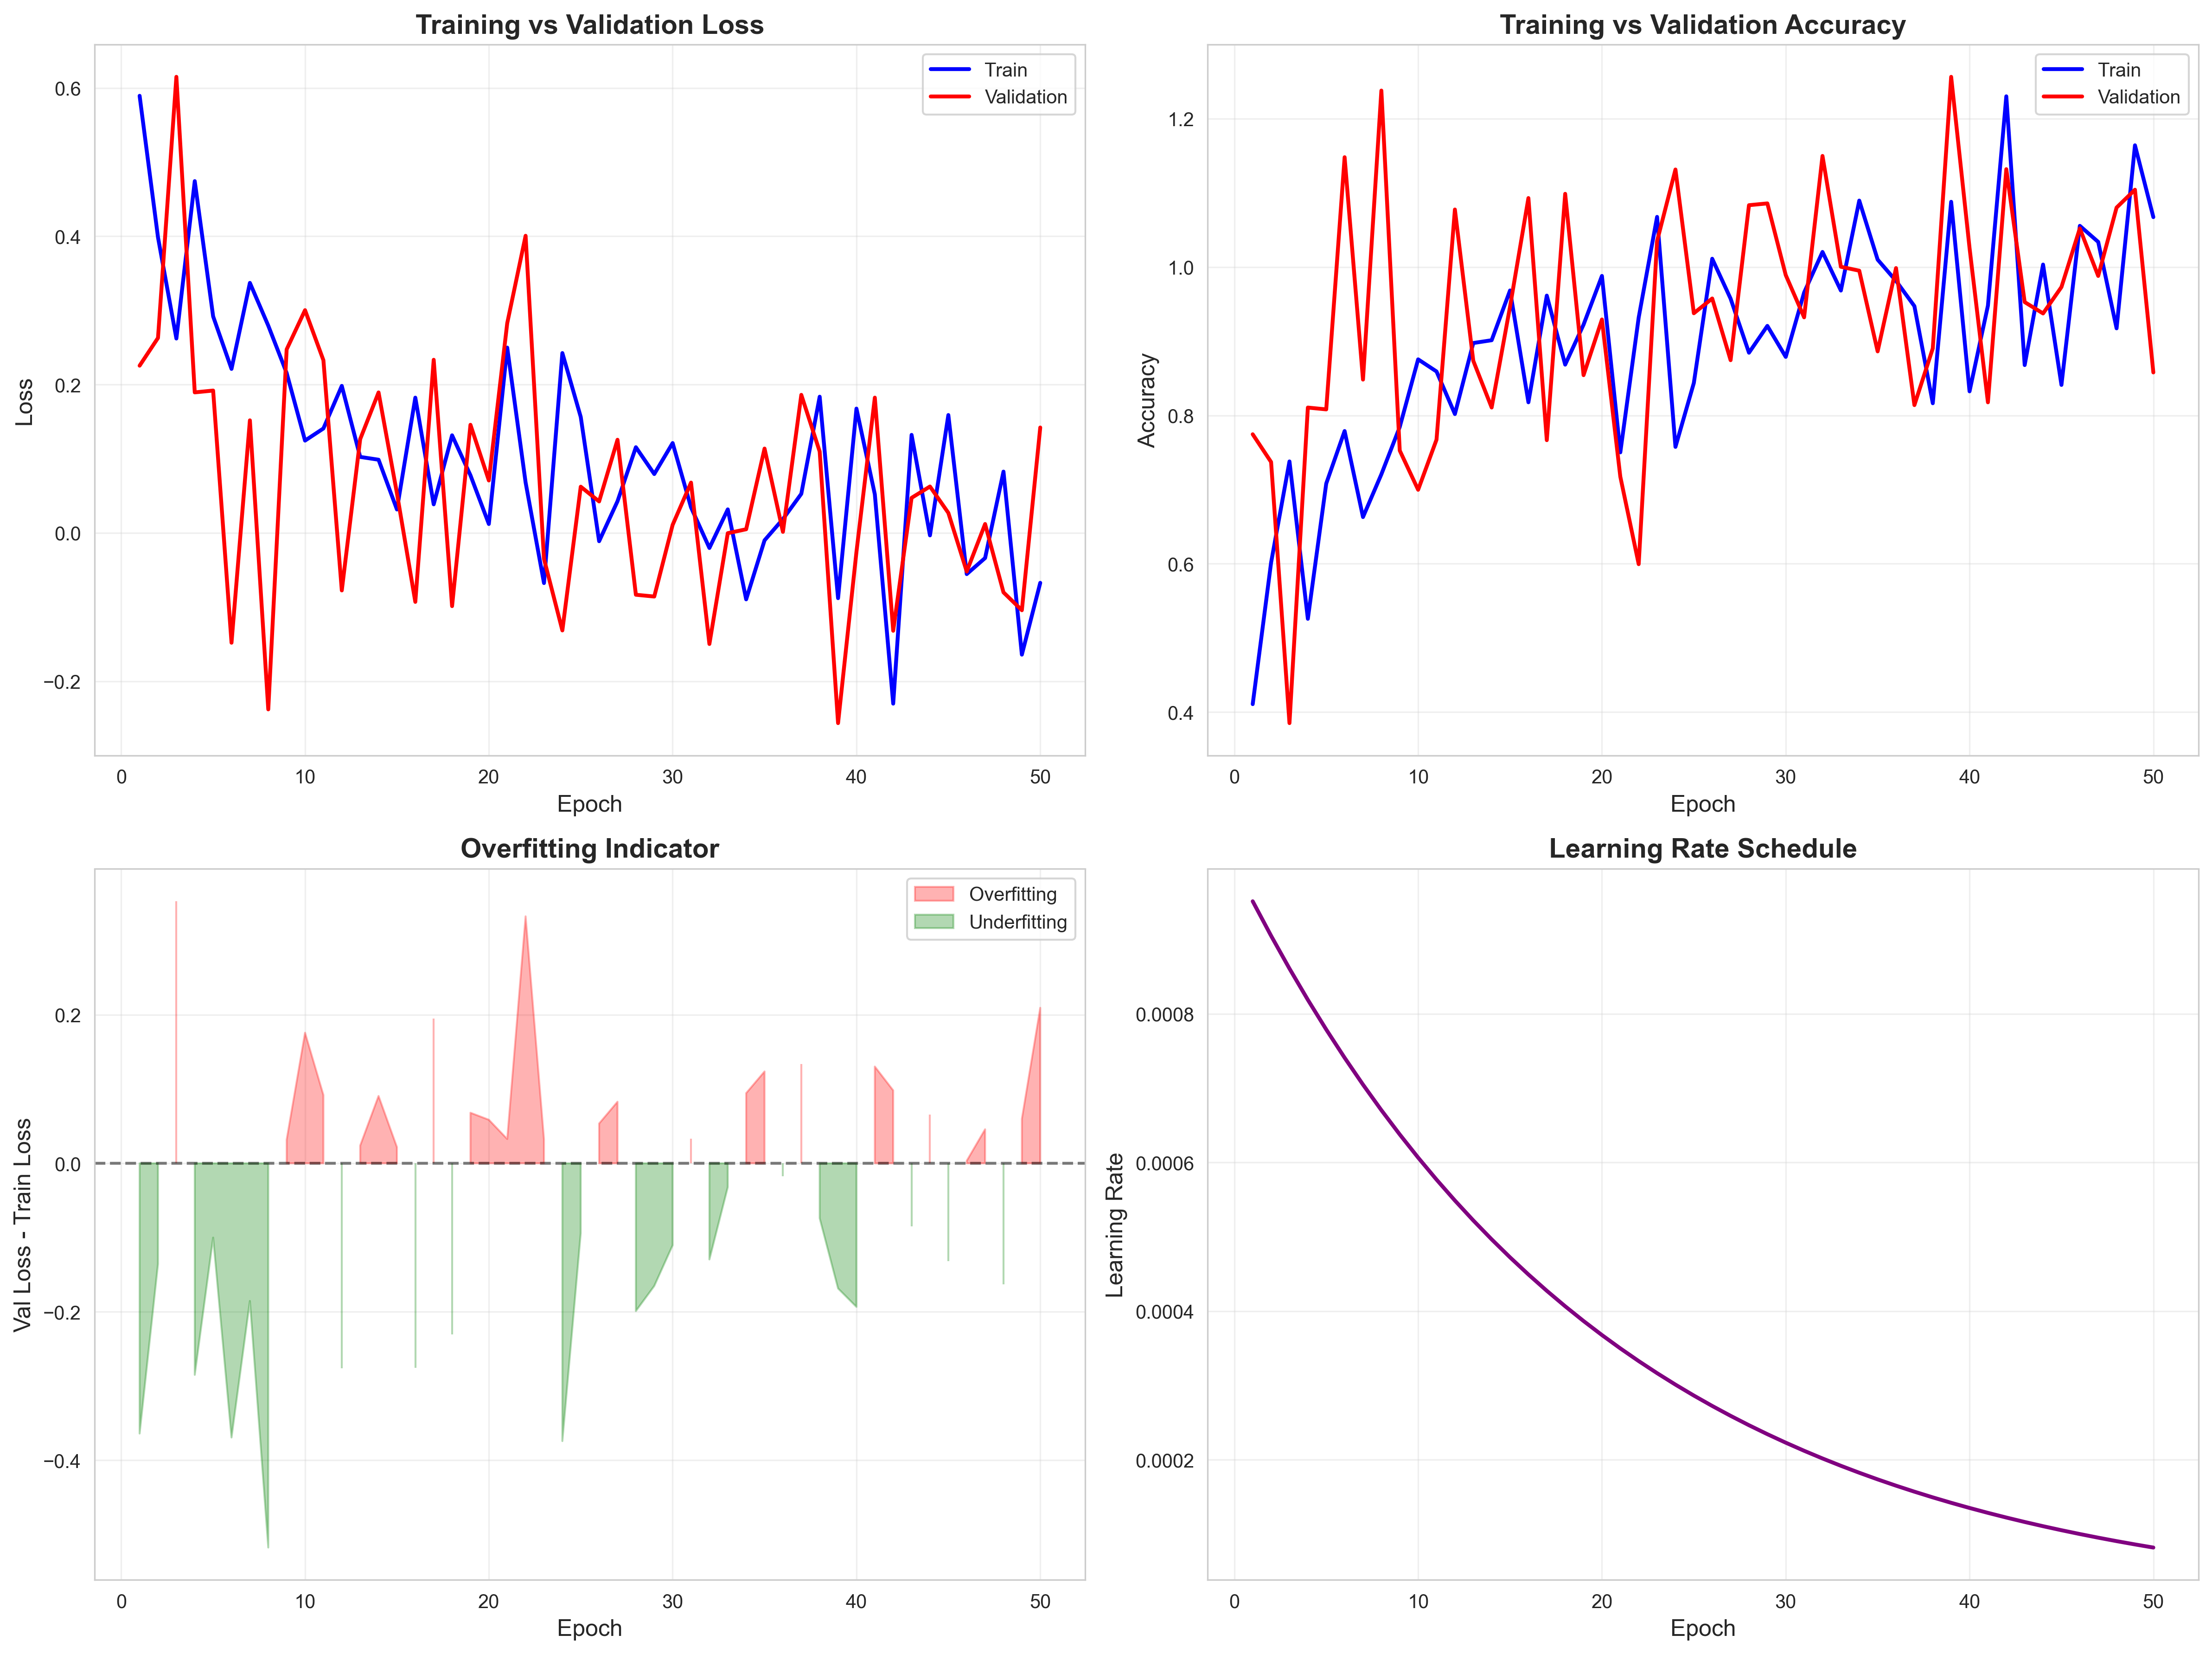 Training vs Validation Loss
Train
Validation
0.6
0.4
0.2
0.0
−0.2
Loss
0
10
20
30
40
50
Epoch
Training vs Validation Accuracy
Train
Validation
1.2
1.0
0.8
0.6
0.4
Accuracy
0
10
20
30
40
50
Epoch
Overfitting Indicator
Overfitting
Underfitting
0.2
0.0
−0.2
−0.4
Val Loss - Train Loss
0
10
20
30
40
50
Epoch
Learning Rate Schedule
0.0008
0.0006
0.0004
0.0002
Learning Rate
0
10
20
30
40
50
Epoch